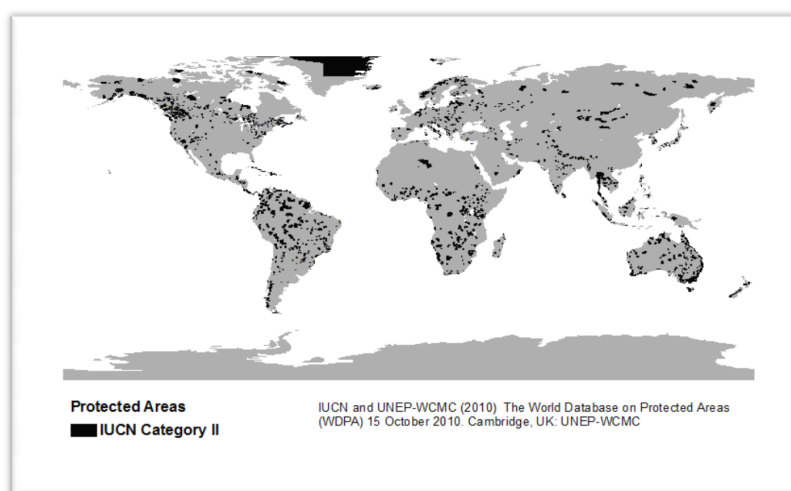 Protected Areas
IUCN Category II
IUCN and UNEP-WCMC (2010) The World Database on Protected Areas
(WDPA) 15 October 2010. Cambridge, UK: UNEP-WCMC